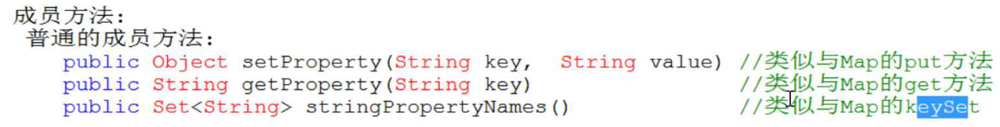 成员方法:
普通的成员方法:
public Object setProperty(String key, String value) //类似与Map的put方法
public String getProperty(String key) //类似与Map的get方法
public Set<String> stringPropertyNames() //类似与Map的keySet